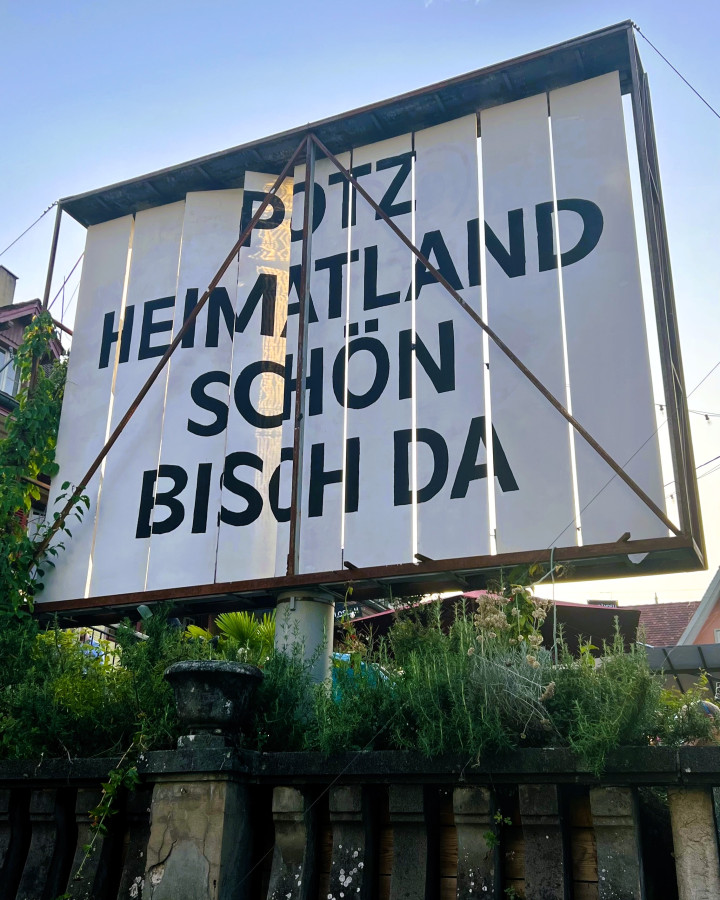 POTZ
HEIMATLAND
SCHÖN
BISCH DA